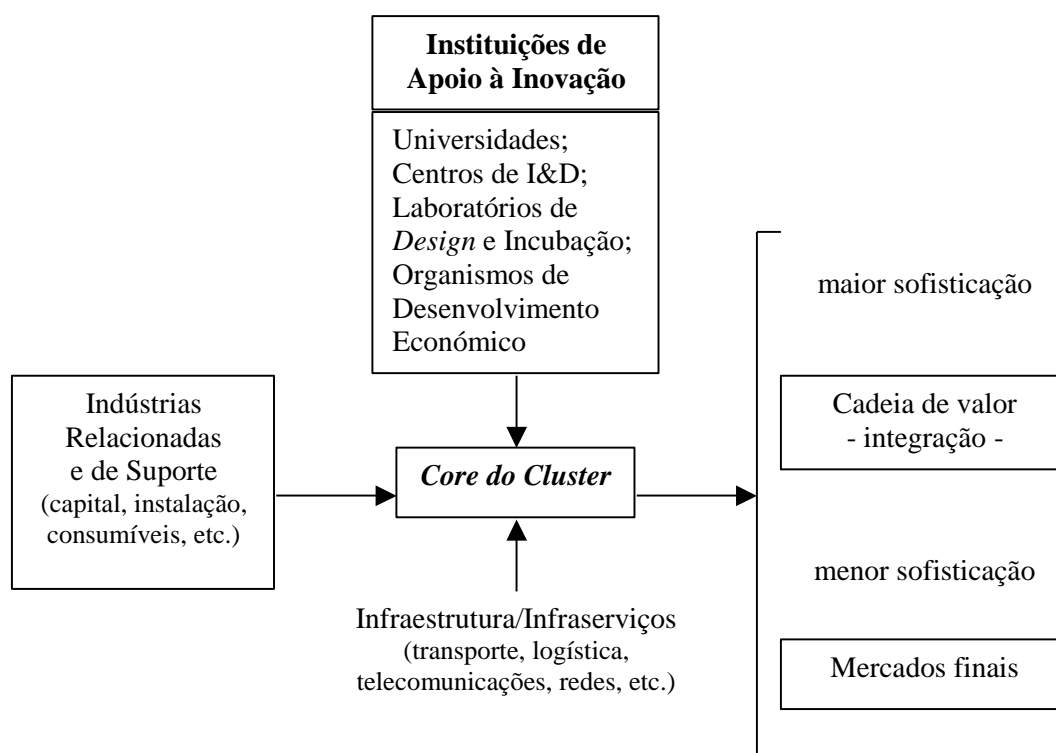 Instituições de
Apoio à Inovação
Universidades;
Centros de I&D;
Laboratórios de
Design e Incubação;
Organismos de
Desenvolvimento
Económico
Indústrias
Relacionadas
e de Suporte
(capital, instalação,
consumíveis, etc.)
Core do Cluster
Infraestrutura/Infraserviços
(transporte, logística,
telecomunicações, redes, etc.)
maior sofisticação
Cadeia de valor
- integração -
menor sofisticação
Mercados finais